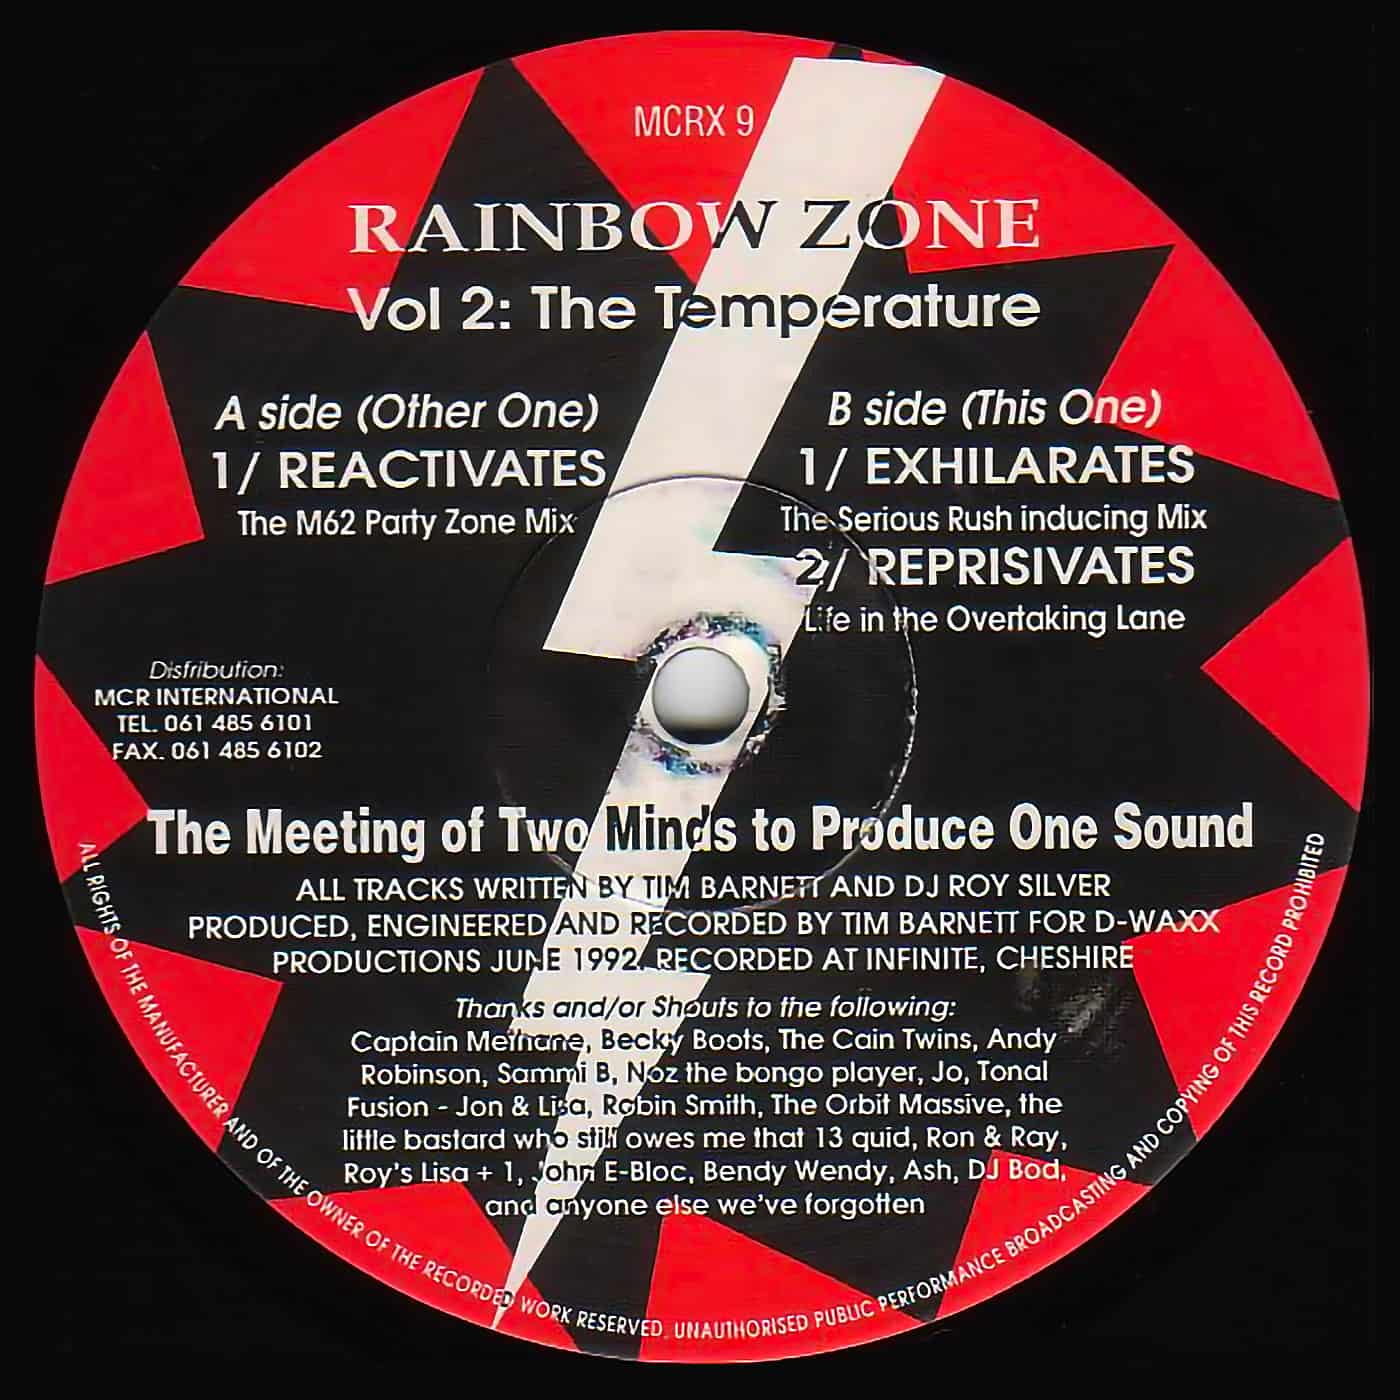 MCRX 9
RAINBOW ZONE
Vol 2: The Temperature
A side (Other One)
1/ REACTIVATES
The M62 Party Zone Mix
B side (This One)
1/ EXHILARATES
The Serious Rush inducing Mix
2/ REPRISIVATES
Life in the Overtaking Lane
Distribution:
MCR INTERNATIONAL
TEL. 061 485 6101
FAX. 061 485 6102
The Meeting of Two Minds to Produce One Sound
ALL TRACKS WRITTEN BY TIM BARNETT AND DJ ROY SILVER
PRODUCED, ENGINEERED AND RECORDED BY TIM BARNETT FOR D-WAXX
PRODUCTIONS JUNE 1992. RECORDED AT INFINITE, CHESHIRE
Thanks and/or Shouts to the following:
Captain Methane, Becky Boots, The Cain Twins, Andy
Robinson, Sammi B, Noz the bongo player, Jo, Tonal
Fusion - Jon & Lisa, Robin Smith, The Orbit Massive, the
little bastard who still owes me that 13 quid, Ron & Ray,
Roy's Lisa + 1, John E-Bloc, Bendy Wendy, Ash, DJ Bod,
and anyone else we've forgotten
ALL RIGHTS OF THE MANUFACTURER AND OF THE OWNER OF THE RECORDED WORK RESERVED. UNAUTHORISED PUBLIC PERFORMANCE BROADCASTING AND COPYING OF THIS RECORD PROHIBITED